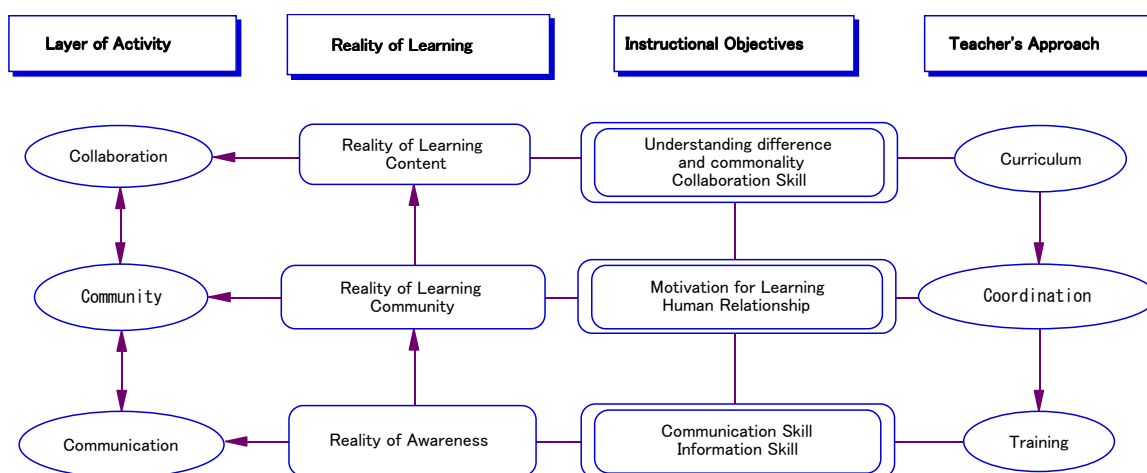 Layer of Activity
Reality of Learning
Instructional Objectives
Teacher's Approach
Collaboration
Reality of Learning
Content
Understanding difference
and commonality
Collaboration Skill
Curriculum
Community
Reality of Learning
Community
Motivation for Learning
Human Relationship
Coordination
Communication
Reality of Awareness
Communication Skill
Information Skill
Training